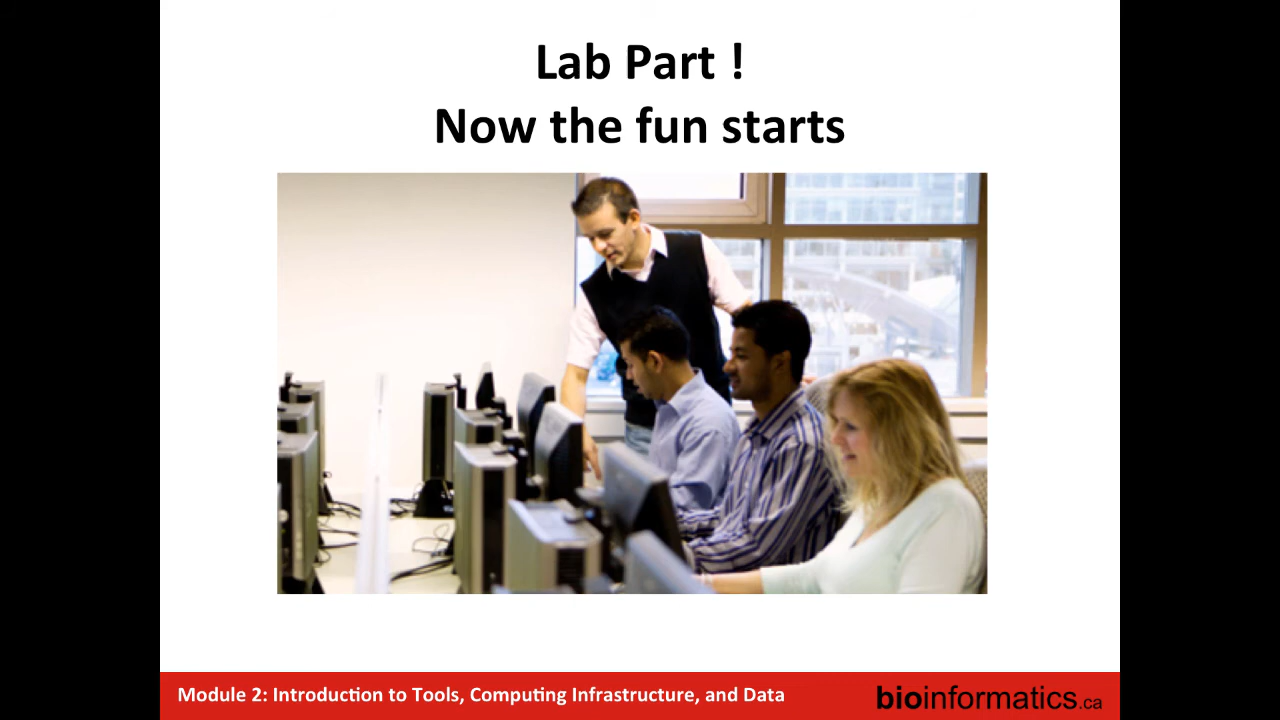 Lab Part !
Now the fun starts
Module 2: Introduction to Tools, Computing Infrastructure, and Data
bioinformatics.ca